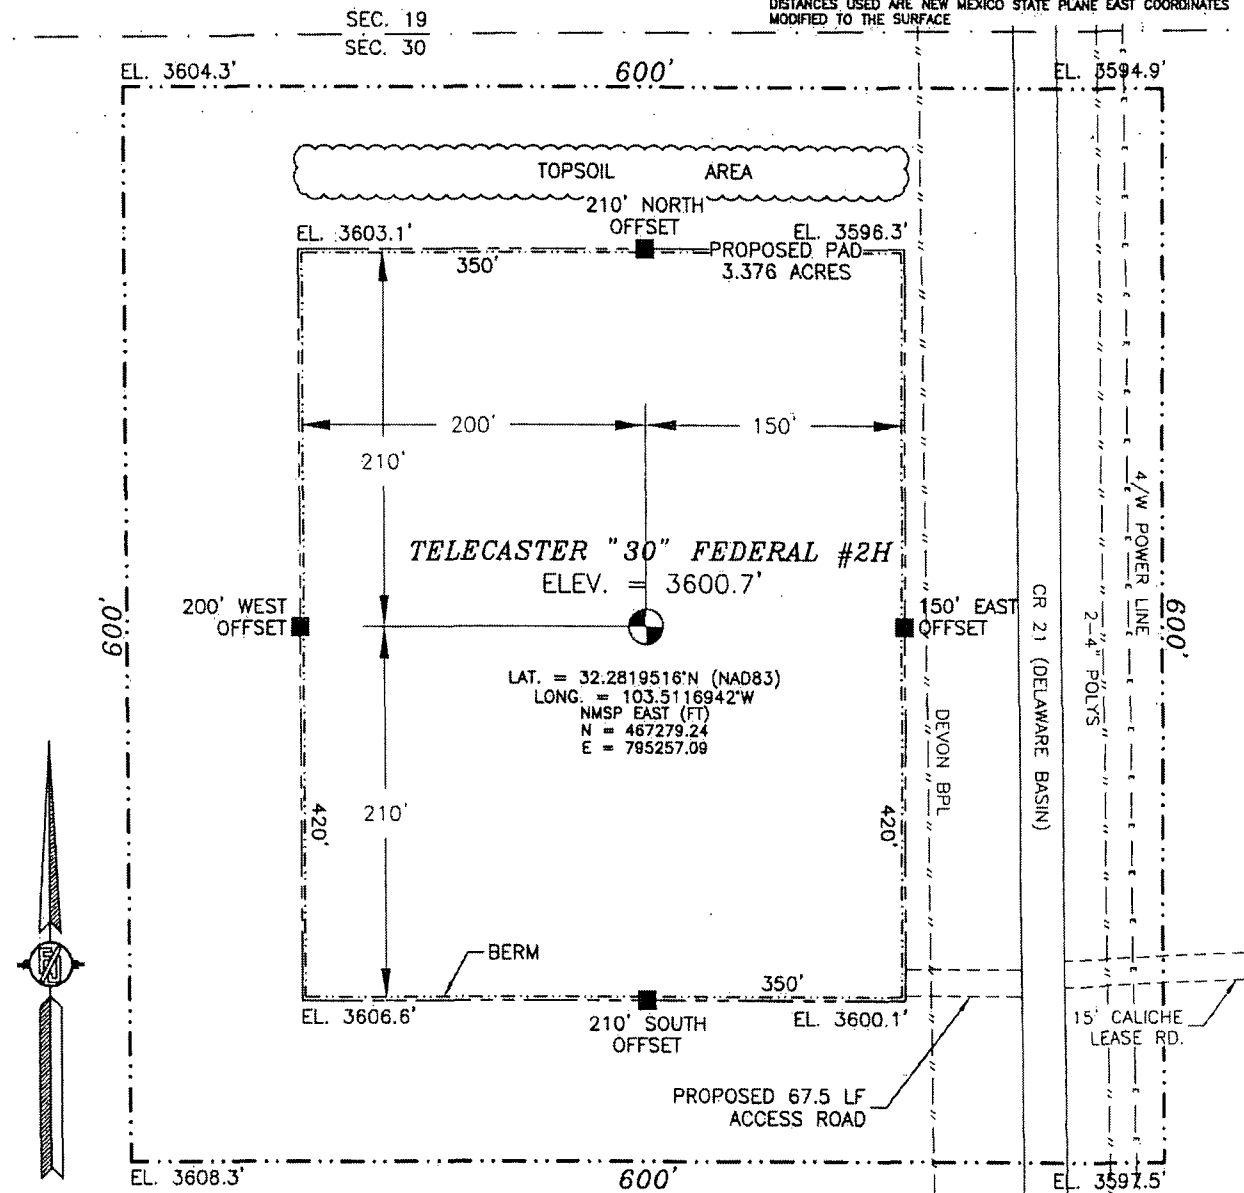 DISTANCES USED ARE NEW MEXICO STATE PLANE EAST COORDINATES
MODIFIED TO THE SURFACE
SEC. 19
SEC. 30
EL. 3604.3'
600'
EL. 3594.9'
TOPSOIL AREA
210' NORTH
OFFSET
EL. 3603.1'
EL. 3596.3'
350'
PROPOSED PAD
3.376 ACRES
200'
150'
210'
4/W POWER LINE
TELECASTER "30" FEDERAL #2H
ELEV. = 3600.7'
600'
200' WEST
OFFSET
150' EAST
OFFSET
CR 21 (DELAWARE BASIN)
2-4" POLYS
600'
LAT. = 32.2819516°N (NAD83)
LONG. = 103.5116942°W
NMSP EAST (FT)
N = 467279.24
E = 795257.09
DEVON BPL
420'
210'
420'
BERM
350'
EL. 3606.6'
210' SOUTH
OFFSET
EL. 3600.1'
15' CALICHE
LEASE RD.
PROPOSED 67.5 LF
ACCESS ROAD
EL. 3608.3'
600'
EL. 3597.5'